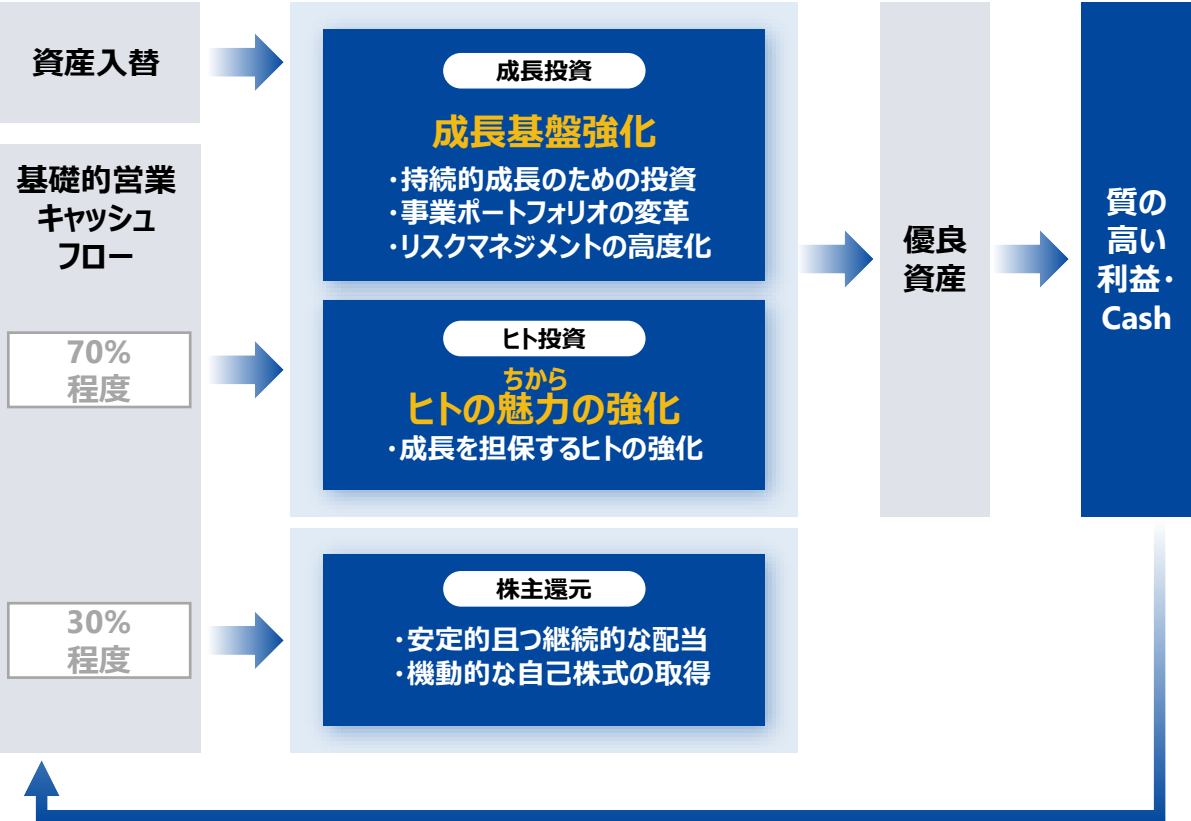 資産入替
基礎的営業
キャッシュ
フロー
70%
程度
30%
程度
成長投資
成長基盤強化
・持続的成長のための投資
・事業ポートフォリオの変革
・リスクマネジメントの高度化
ヒト投資
ちから
ヒトの魅力の強化
・成長を担保するヒトの強化
株主還元
・安定的且つ継続的な配当
・機動的な自己株式の取得
優良
資産
質の
高い
利益・
Cash